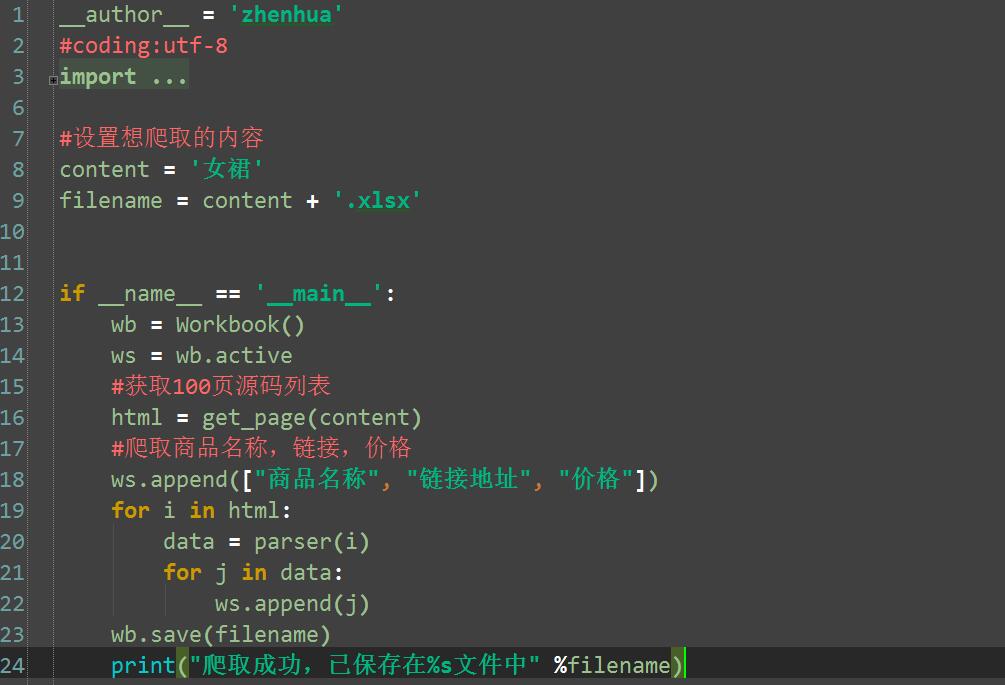 1 __author__ = 'zhenhua'
2 #coding:utf-8
3 import ...
6
7 #设置想爬取的内容
8 content = '女裙'
9 filename = content + '.xlsx'
10
11
12 if __name__ == '__main__':
13     wb = Workbook()
14     ws = wb.active
15     #获取100页源码列表
16     html = get_page(content)
17     #爬取商品名称，链接，价格
18     ws.append(["商品名称", "链接地址", "价格"])
19     for i in html:
20         data = parser(i)
21         for j in data:
22             ws.append(j)
23     wb.save(filename)
24     print("爬取成功，已保存在%s文件中" %filename)